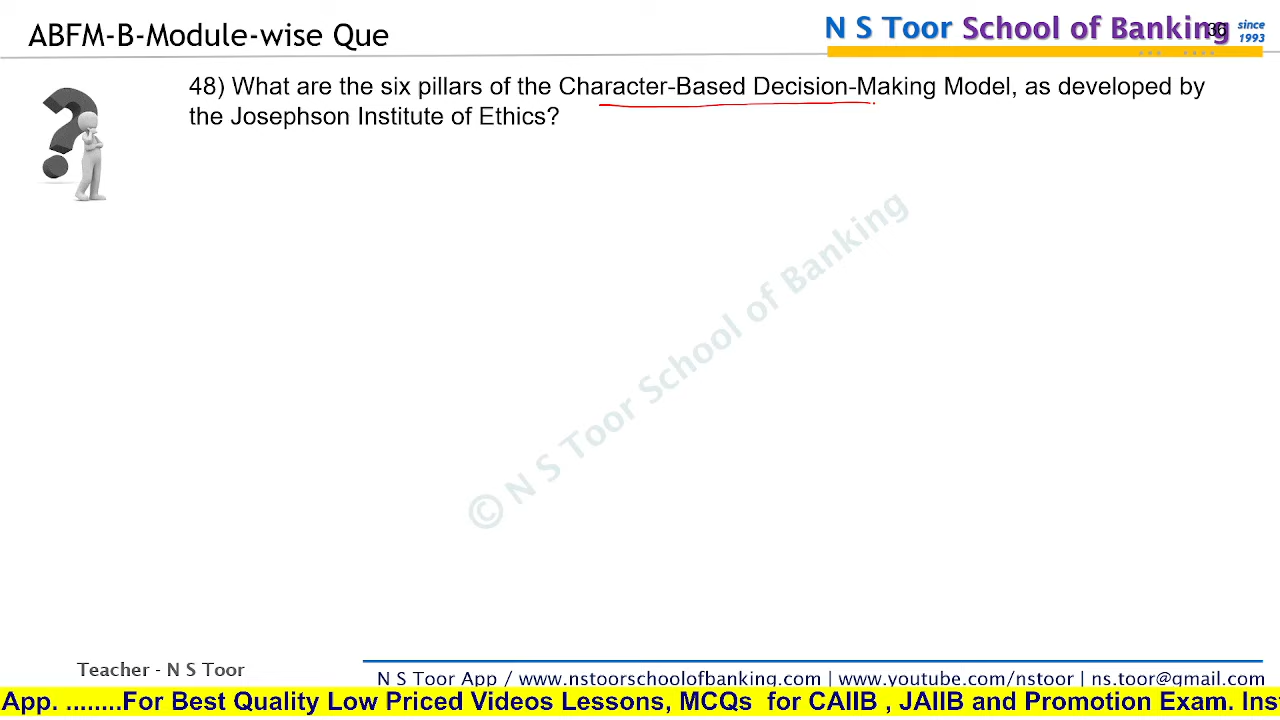 ABFM-B-Module-wise Que
N S Toor School of Banking
36
since
1993
48) What are the six pillars of the Character-Based Decision-Making Model, as developed by
the Josephson Institute of Ethics?
© N S Toor School of Banking
Teacher - N S Toor
N S Toor App / www.nstoorschoolofbanking.com | www.youtube.com/nstoor | ns.toor@gmail.com
App. ........For Best Quality Low Priced Videos Lessons, MCQs for CAIIB , JAIIB and Promotion Exam. Ins